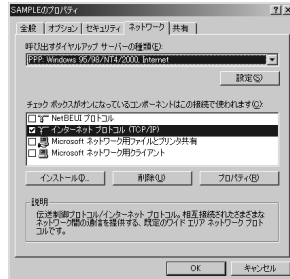 SAMPLEのプロパティ
全般 オプション セキュリティ ネットワーク 共有
呼び出すダイヤルアップ サーバーの種類(E):
PPP: Windows 95/98/NT4/2000, Internet
設定(S)
チェック ボックスがオンになっているコンポーネントはこの接続で使われます(O):
NetBEUI プロトコル
インターネット プロトコル (TCP/IP)
Microsoft ネットワーク用ファイルとプリンタ共有
Microsoft ネットワーク用クライアント
インストール(I)... 削除(U) プロパティ(R)
説明
伝送制御プロトコル/インターネット プロトコル。相互接続されたさまざまな
ネットワーク間の通信を提供する、既定のワイド エリア ネットワーク プロト
コルです。
OK キャンセル